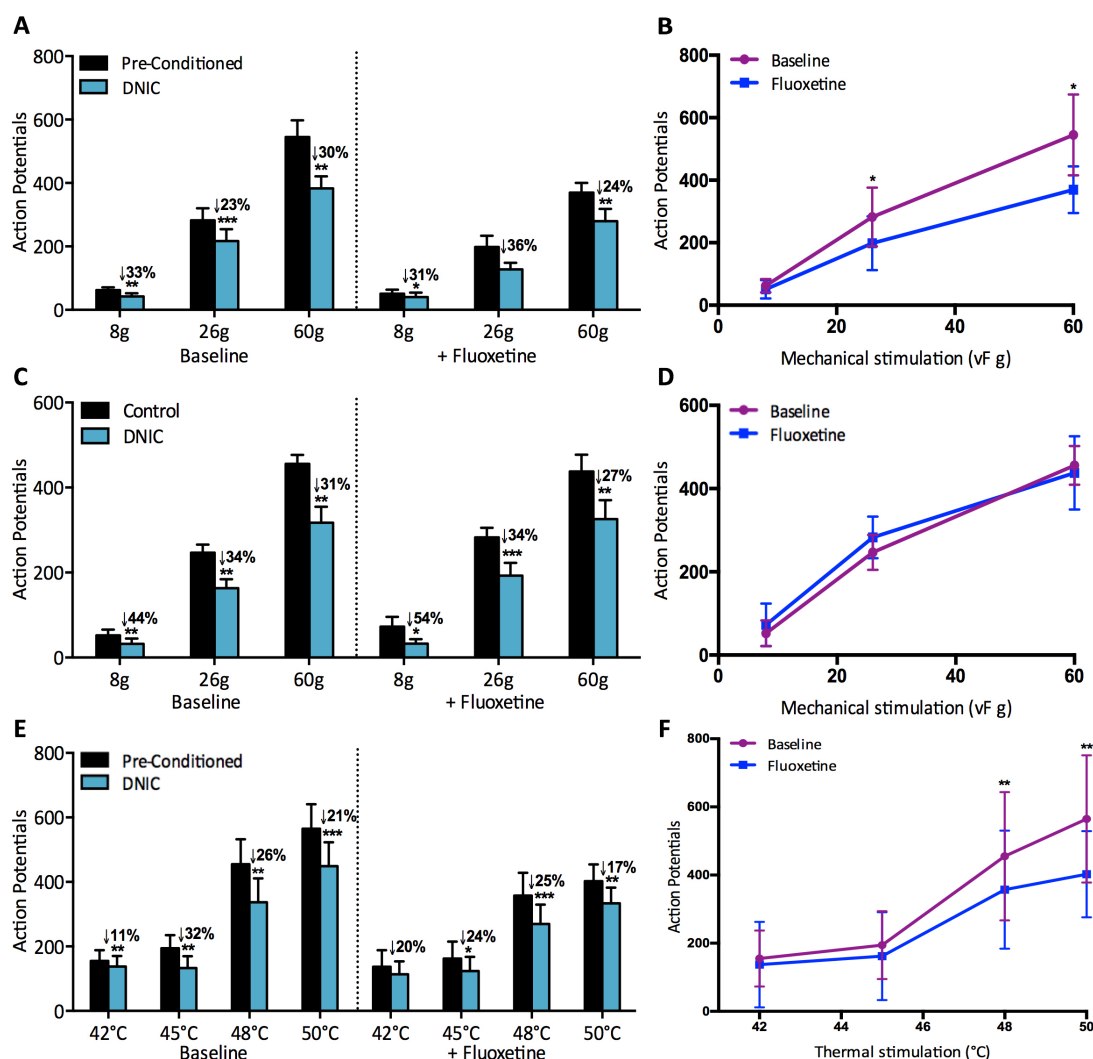 A
800
600
400
200
0
Action Potentials
Pre-Conditioned
DNIC
↓33%
**
↓23%
***
↓30%
**
↓31%
*
↓36%
↓24%
**
8g 26g 60g 8g 26g 60g
Baseline + Fluoxetine
B
800
600
400
200
0
Action Potentials
Baseline
Fluoxetine
*
*
0 20 40 60
Mechanical stimulation (vF g)
C
600
400
200
0
Action Potentials
Control
DNIC
↓44%
**
↓34%
**
↓31%
**
↓54%
*
↓34%
***
↓27%
**
8g 26g 60g 8g 26g 60g
Baseline + Fluoxetine
D
600
400
200
0
Action Potentials
Baseline
Fluoxetine
0 20 40 60
Mechanical stimulation (vF g)
E
800
600
400
200
0
Action Potentials
Pre-Conditioned
DNIC
↓11%
**
↓32%
**
↓26%
**
↓21%
***
↓20%
↓24%
*
↓25%
***
↓17%
**
42°C 45°C 48°C 50°C 42°C 45°C 48°C 50°C
Baseline + Fluoxetine
F
800
600
400
200
0
Action Potentials
Baseline
Fluoxetine
**
**
42 44 46 48 50
Thermal stimulation (°C)